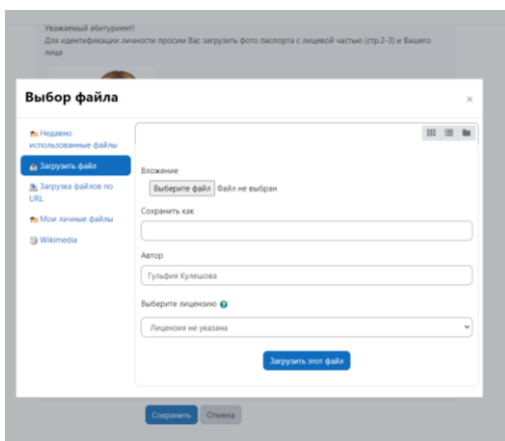 Уважаемый абитуриент!
Для идентификации личности просим Вас загрузить фото паспорта с лицевой частью (стр.2-3) и Вашего
лица
Выбор файла
×
Недавно
использованные файлы
Загрузить файл
Загрузка файлов по
URL
Мои личные файлы
Wikimedia
Вложение
Выберите файл Файл не выбран
Сохранить как
Автор
Гульфия Кулешова
Выберите лицензию
Лицензия не указана
Загрузить этот файл
Сохранить Отмена